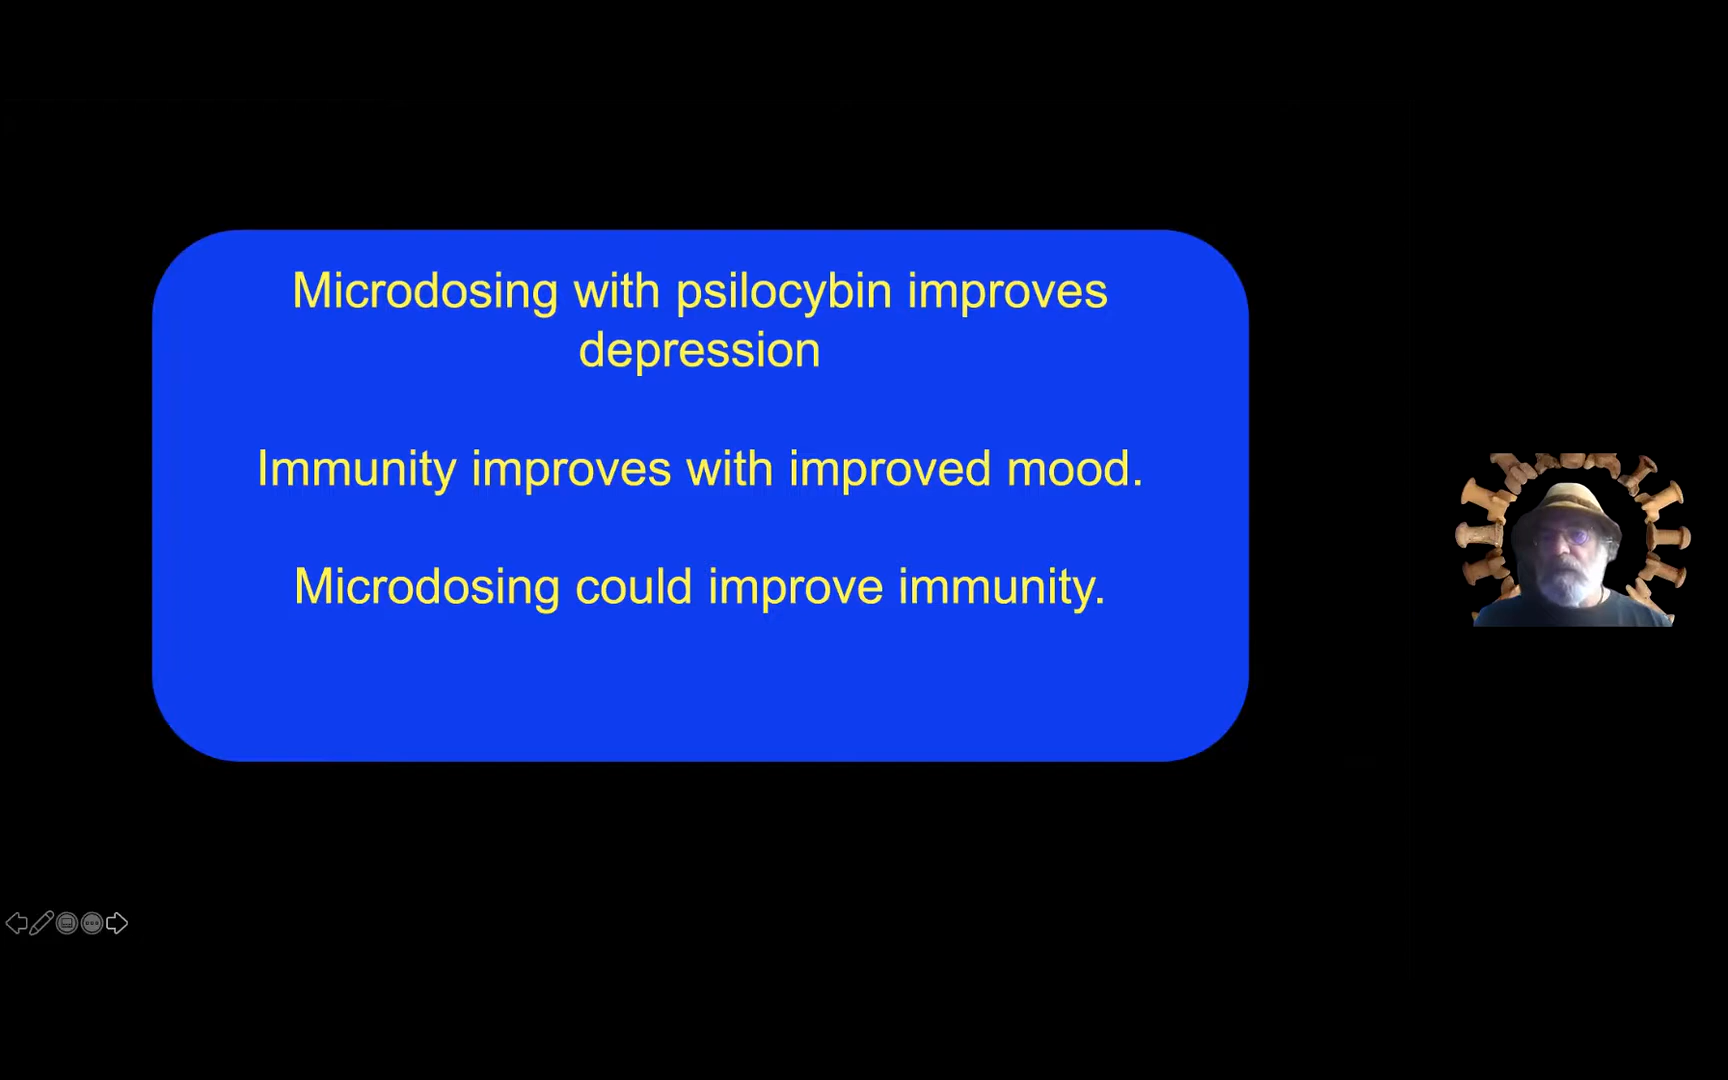 Microdosing with psilocybin improves
depression
Immunity improves with improved mood.
Microdosing could improve immunity.